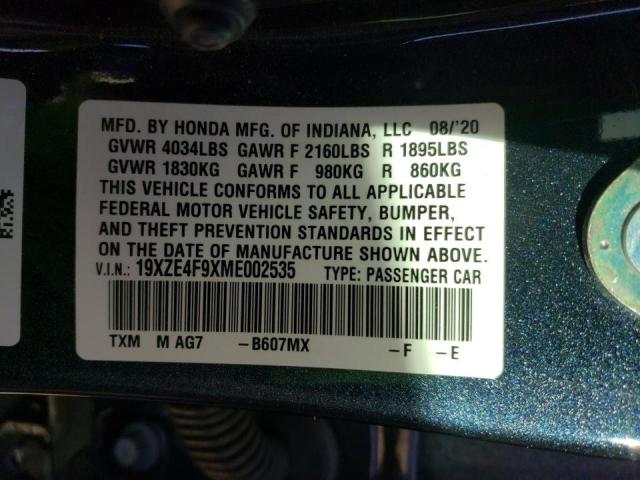 MFD. BY HONDA MFG. OF INDIANA, LLC 08/'20
GVWR 4034LBS GAWR F 2160LBS R 1895LBS
GVWR 1830KG GAWR F 980KG R 860KG
THIS VEHICLE CONFORMS TO ALL APPLICABLE
FEDERAL MOTOR VEHICLE SAFETY, BUMPER,
AND THEFT PREVENTION STANDARDS IN EFFECT
ON THE DATE OF MANUFACTURE SHOWN ABOVE.
V.I.N.: 19XZE4F9XME002535 TYPE: PASSENGER CAR
TXM M AG7 -B607MX -F -E